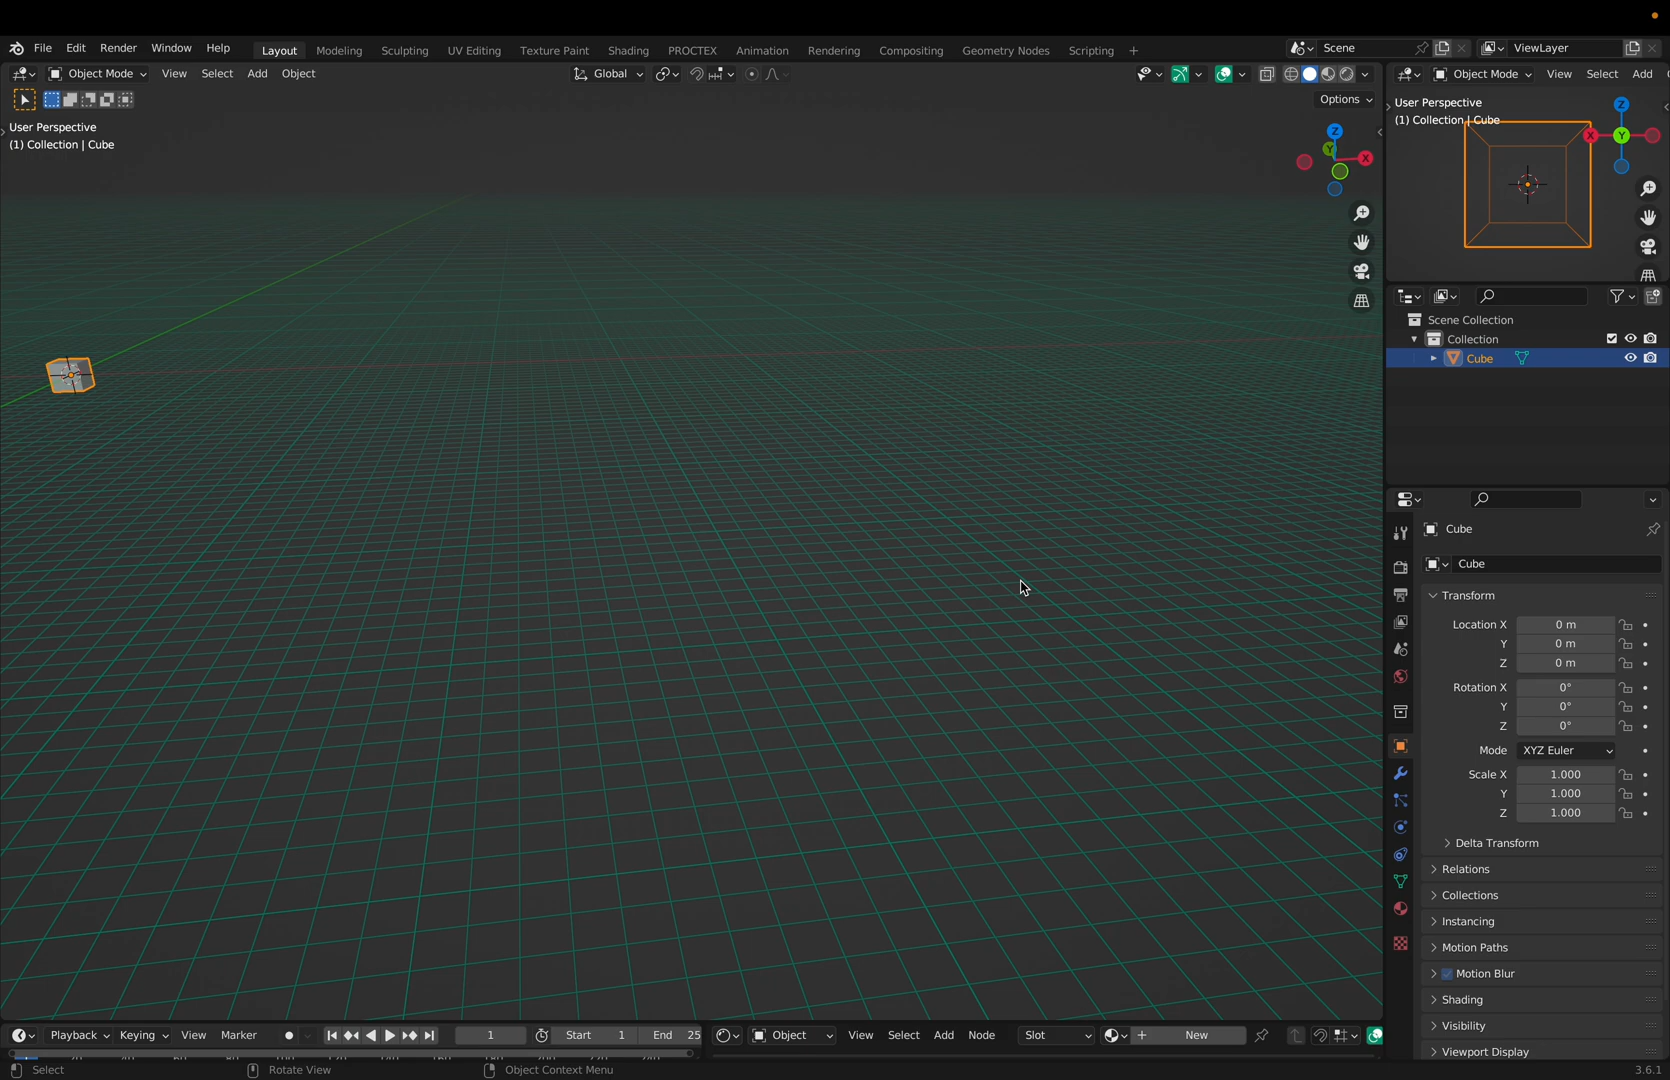 File Edit Render Window Help Layout Modeling Sculpting UV Editing Texture Paint Shading PROCTEX Animation Rendering Compositing Geometry Nodes Scripting + Scene ViewLayer
Object Mode View Select Add Object Global Object Mode View Select Add
Options
User Perspective
(1) Collection | Cube
Z
Y
X
User Perspective
(1) Collection | Cube
Z
X Y
Scene Collection
Collection
Cube
Cube
Cube
Transform
Location X 0 m
Y 0 m
Z 0 m
Rotation X 0°
Y 0°
Z 0°
Mode XYZ Euler
Scale X 1.000
Y 1.000
Z 1.000
Delta Transform
Relations
Collections
Instancing
Motion Paths
Motion Blur
Shading
Visibility
Viewport Display
Playback Keying View Marker 1 Start 1 End 25 Object View Select Add Node Slot New
Select Rotate View Object Context Menu 3.6.1